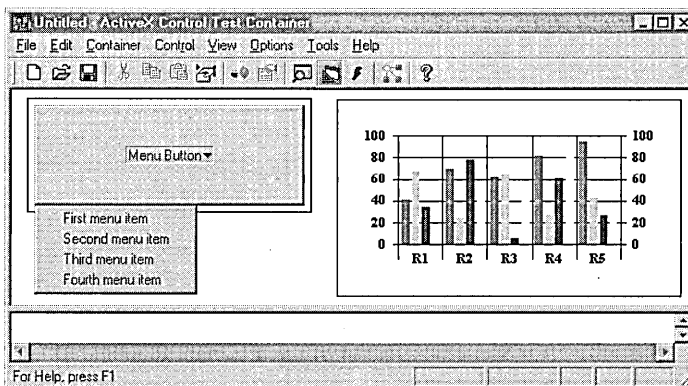 Untitled - ActiveX Control Test Container
File Edit Container Control View Options Tools Help
Menu Button
First menu item
Second menu item
Third menu item
Fourth menu item
100 100
80 80
60 60
40 40
20 20
0 0
R1 R2 R3 R4 R5
For Help, press F1